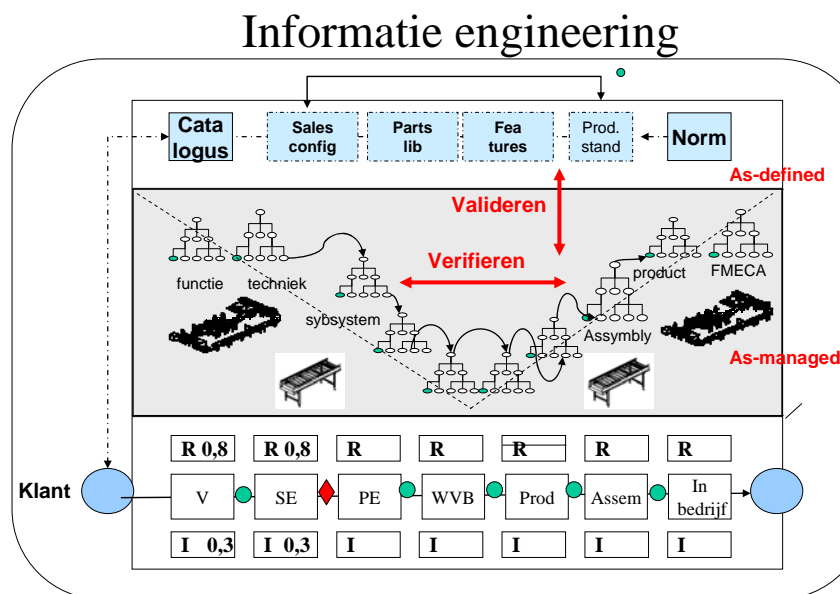 Informatie engineering
Cata
logus
Sales
config
Parts
lib
Fea
tures
Prod.
stand
Norm
As-defined
Valideren
Verifieren
functie
techniek
product
FMECA
sybsystem
Assymbly
As-managed
R 0,8
R 0,8
R
R
R
R
R
Klant
V
SE
PE
WVB
Prod
Assem
In
bedrijf
I 0,3
I 0,3
I
I
I
I
I